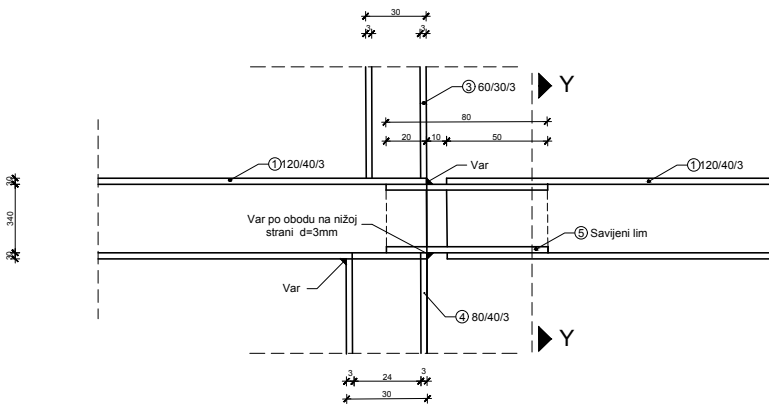 30
3
3
③ 60/30/3
Y
80
20
10
50
①120/40/3
Var
①120/40/3
30
340
30
Var po obodu na nižoj
strani d=3mm
⑤ Savijeni lim
Var
④ 80/40/3
Y
3
24
3
30